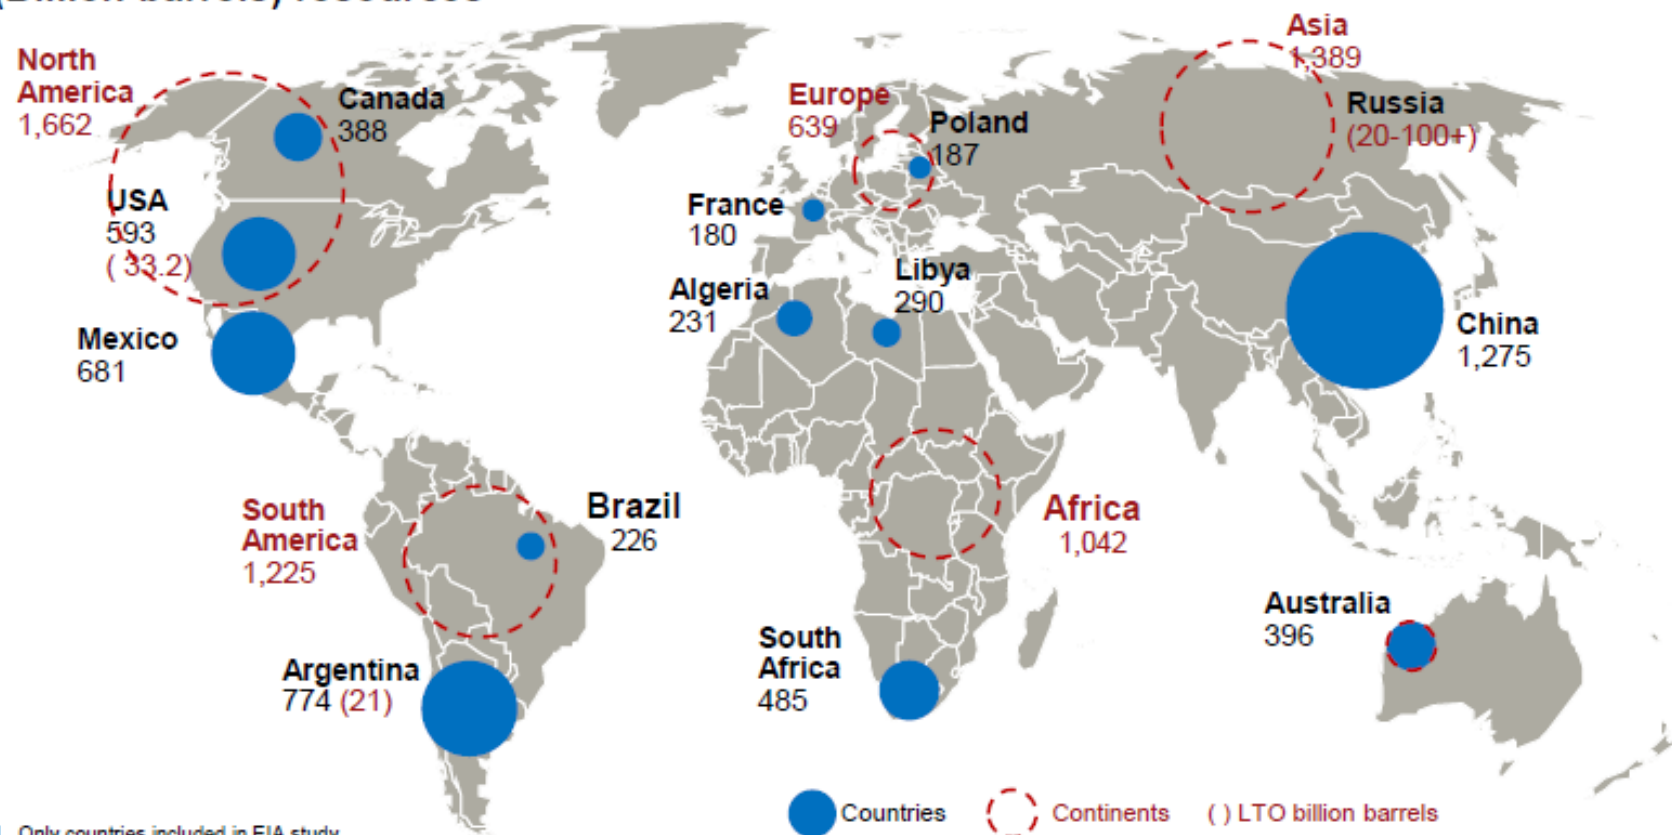 (Billion barrels) resources
North
America
1,662
Canada
388
USA
593
( 33.2)
Mexico
681
Europe
639
Poland
187
France
180
Algeria
231
Libya
290
Asia
1,389
Russia
(20-100+)
China
1,275
South
America
1,225
Brazil
226
Argentina
774 (21)
Africa
1,042
South
Africa
485
Australia
396
Countries
Continents
( ) LTO billion barrels
Only countries included in EIA study